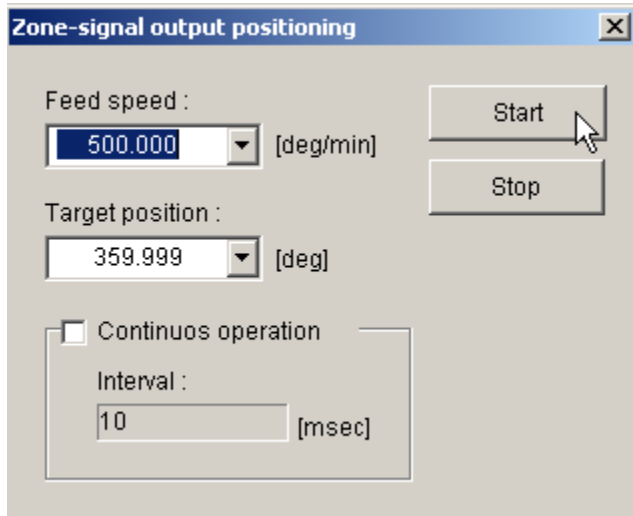 Zone-signal output positioning
Feed speed :
500.000 [deg/min]
Start
Stop
Target position :
359.999 [deg]
Continuos operation
Interval :
10 [msec]